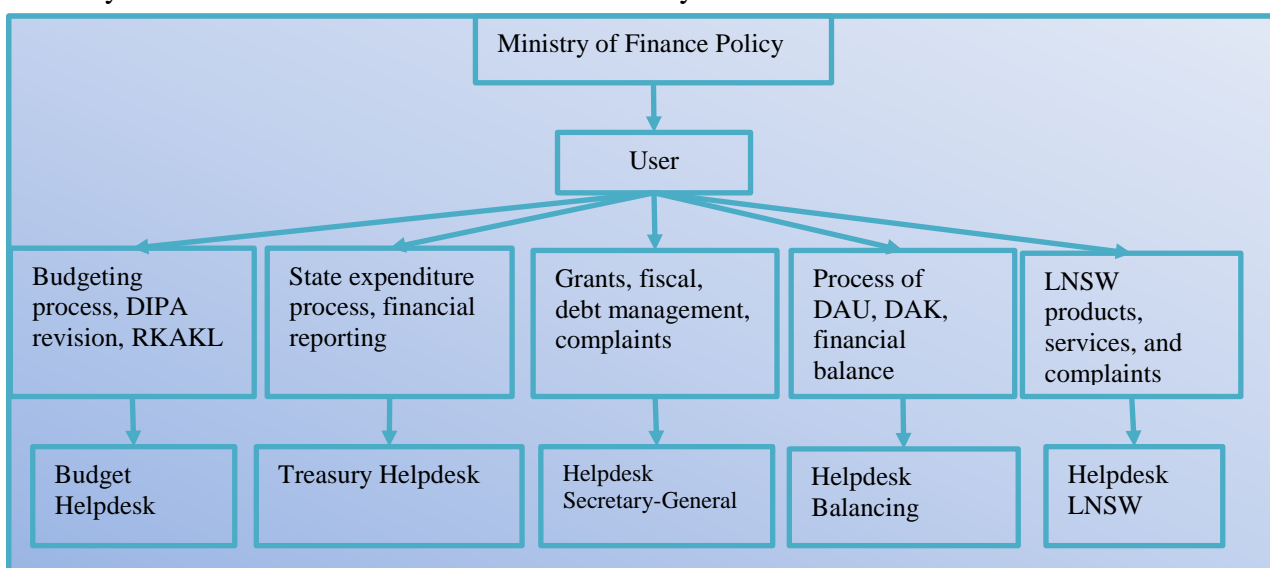 Ministry of Finance Policy
User
Budgeting
process, DIPA
revision, RKAKL
State expenditure
process, financial
reporting
Grants, fiscal,
debt management,
complaints
Process of
DAU, DAK,
financial
balance
LNSW
products,
services, and
complaints
Budget
Helpdesk
Treasury Helpdesk
Helpdesk
Secretary-General
Helpdesk
Balancing
Helpdesk
LNSW